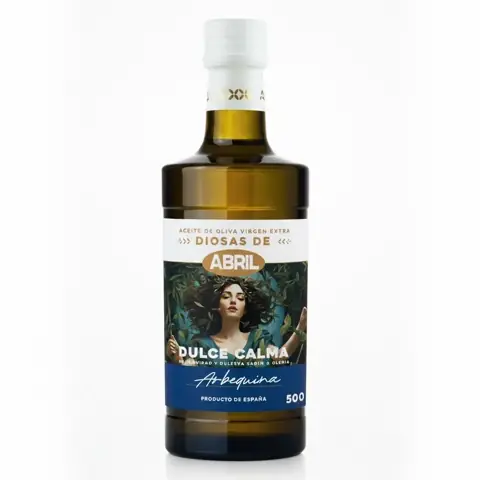 ACEITE DE OLIVA VIRGEN EXTRA
DIOSAS DE
ABRIL
DULCE CALMA
Y
Arbequina
PRODUCTO DE ESPAÑA
500